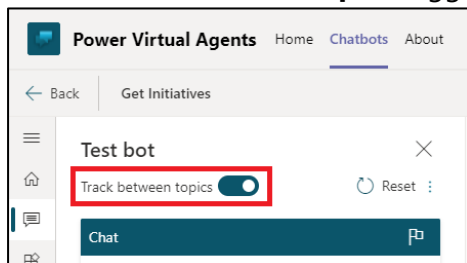 Power Virtual Agents Home Chatbots About
Back Get Initiatives
Test bot
Track between topics Reset
Chat